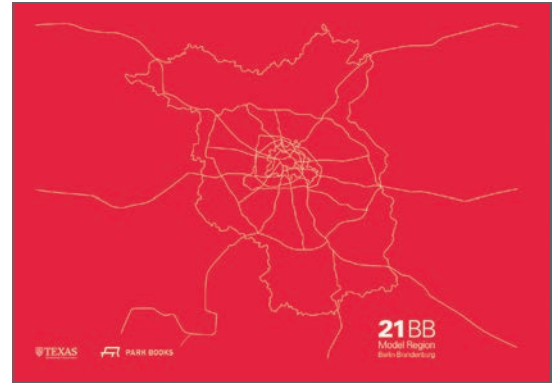 21BB
Model Region
Berlin-Brandenburg
TEXAS
PARK BOOKS